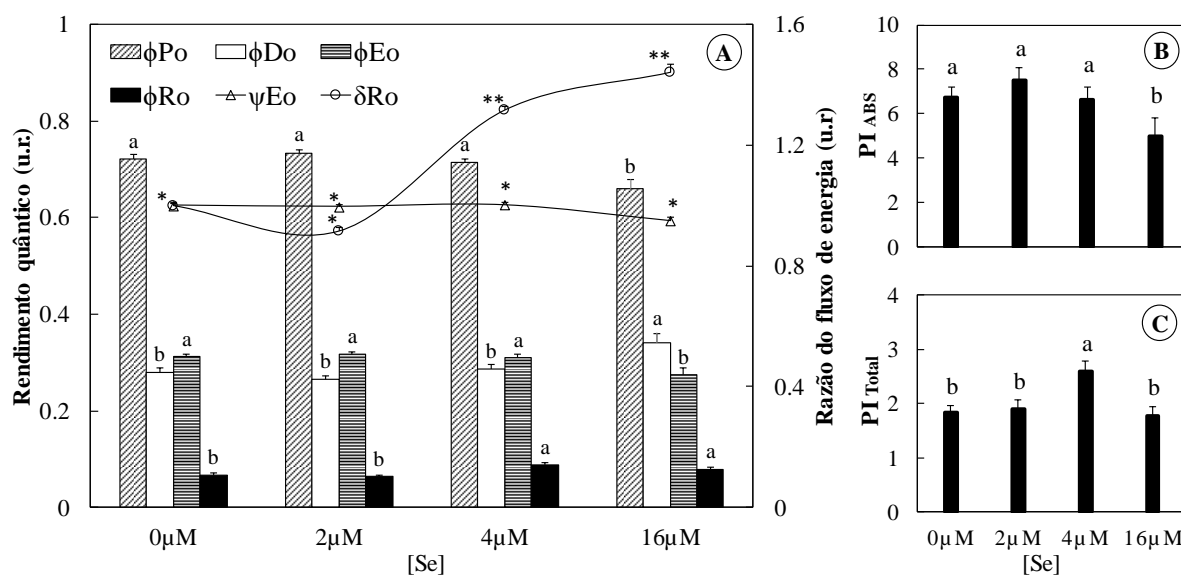 A
ϕPo ϕDo ϕEo
ϕRo ψEo δRo
Rendimento quântico (u.r.)
1
0.8
0.6
0.4
0.2
0
a b a b
a b a b
a b a a
b a b a
* * * ** * ** *
Razão do fluxo de energia (u.r)
1.6
1.2
0.8
0.4
0
0µM 2µM 4µM 16µM
[Se]
B
PI ABS
10
8
6
4
2
0
a a a b
C
PI Total
4
3
2
1
0
b b a b
0µM 2µM 4µM 16µM
[Se]